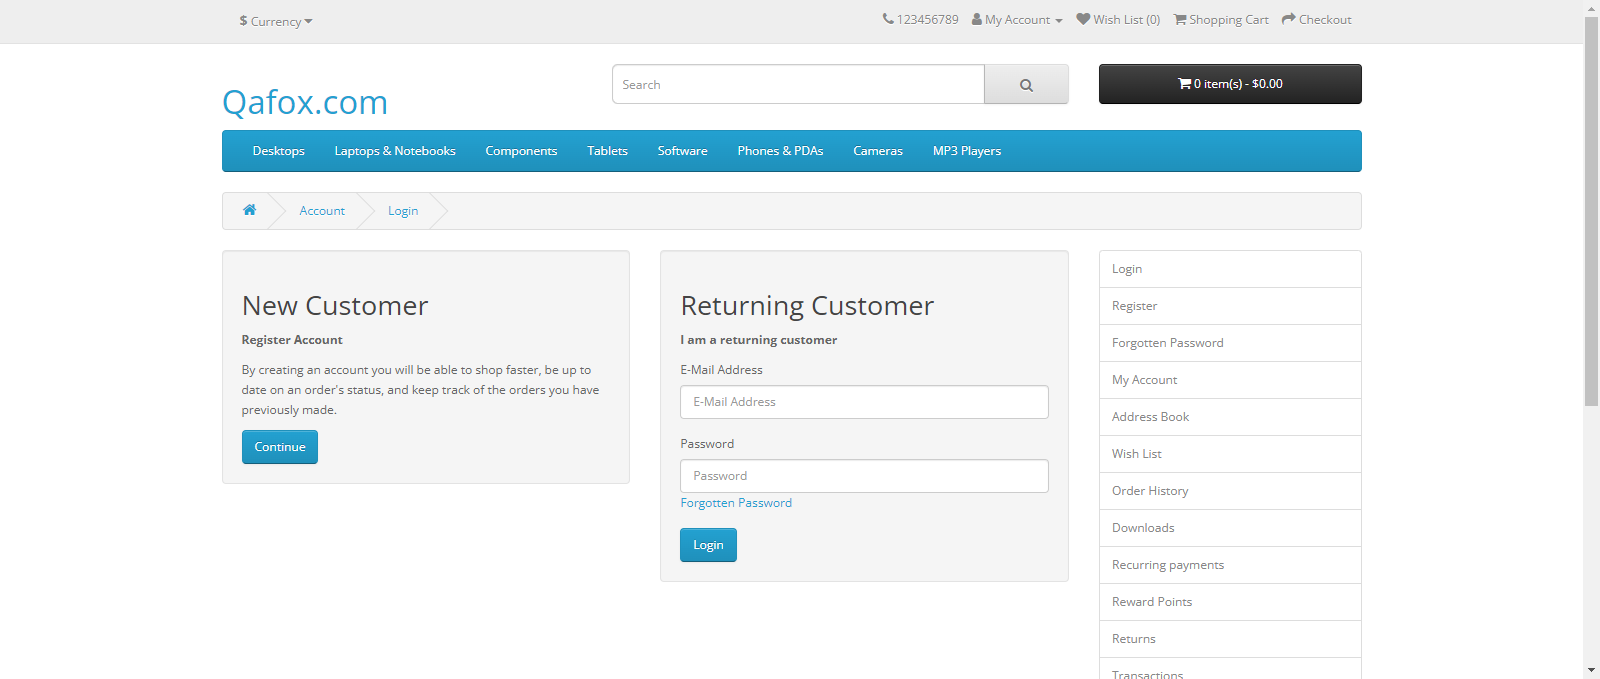 $ Currency
123456789 My Account Wish List (0) Shopping Cart Checkout
Qafox.com
Search
0 item(s) - $0.00
Desktops Laptops & Notebooks Components Tablets Software Phones & PDAs Cameras MP3 Players
Account Login
New Customer
Register Account
By creating an account you will be able to shop faster, be up to
date on an order's status, and keep track of the orders you have
previously made.
Continue
Returning Customer
I am a returning customer
E-Mail Address
E-Mail Address
Password
Password
Forgotten Password
Login
Login
Register
Forgotten Password
My Account
Address Book
Wish List
Order History
Downloads
Recurring payments
Reward Points
Returns
Transactions